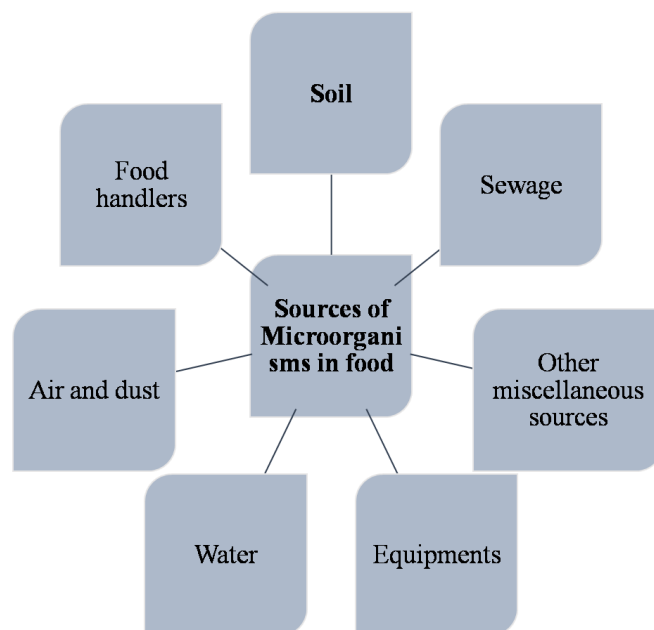 Soil
Food
handlers
Sewage
Sources of
Microorgani
sms in food
Air and dust
Other
miscellaneous
sources
Water
Equipments